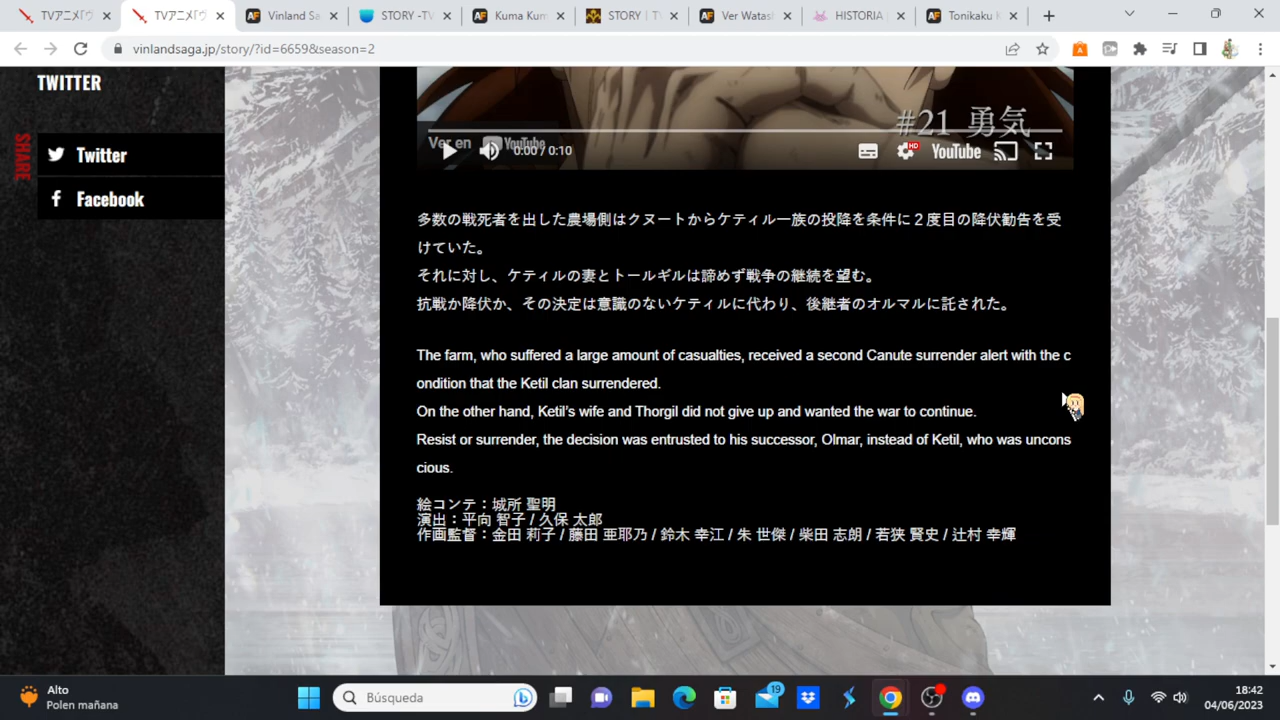 TVアニメ「ヴ
TVアニメ「ヴ
Vinland Sa
STORY -TV
Kuma Kum
STORY | T
Ver Watash
HISTORIA |
Tonikaku K
vinlandsaga.jp/story/?id=6659&season=2
TWITTER
SHARE
Twitter
Facebook
#21 勇気
Ver en YouTube
0:00 / 0:10
HD
YouTube
多数の戦死者を出した農場側はクヌートからケティル一族の投降を条件に２度目の降伏勧告を受
けていた。
それに対し、ケティルの妻とトールギルは諦めず戦争の継続を望む。
抗戦か降伏か、その決定は意識のないケティルに代わり、後継者のオルマルに託された。
The farm, who suffered a large amount of casualties, received a second Canute surrender alert with the c
ondition that the Ketil clan surrendered.
On the other hand, Ketil's wife and Thorgil did not give up and wanted the war to continue.
Resist or surrender, the decision was entrusted to his successor, Olmar, instead of Ketil, who was uncons
cious.
絵コンテ：城所 聖明
演出：平向 智子 / 久保 太郎
作画監督：金田 莉子 / 藤田 亜耶乃 / 鈴木 幸江 / 朱 世傑 / 柴田 志朗 / 若狭 賢史 / 辻村 幸輝
Alto
Polen mañana
Búsqueda
19
18:42
04/06/2023